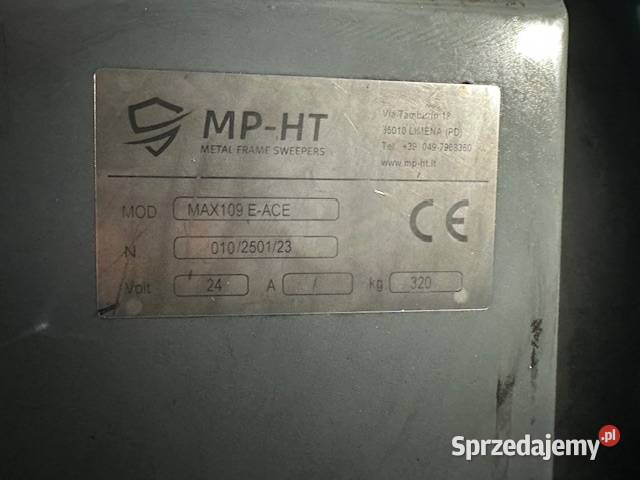 MP-HT
METAL FRAME SWEEPERS
Via Tamburin 18
35010 LIMENA (PD)
Tel. +39 049-7968360
www.mp-ht.it
MOD MAX109 E-ACE
N 010/2501/23
Volt 24 A / kg 320
CE
Sprzedajemy.pl